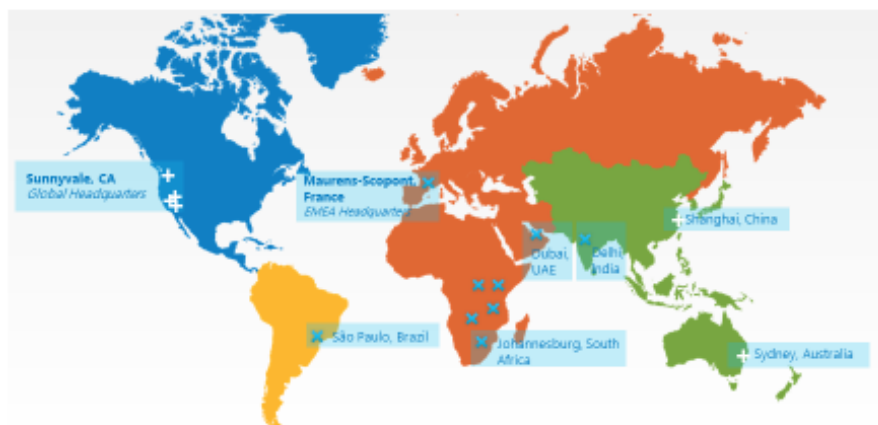 Sunnyvale, CA
Global Headquarters
Maurens-Scopont,
France
EMEA Headquarters
Shanghai, China
Dubai,
UAE
Delhi,
India
São Paulo, Brazil
Johannesburg, South
Africa
Sydney, Australia